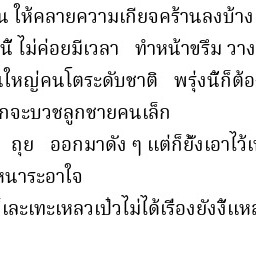 น ให้คลายความเกียจคร้านลงบ้าง
นี้ ไม่ค่อยมีเวลา ทำหน้าขรึม วาง
ใหญ่คนโตระดับชาติ พรุ่งนี้ก็ต้อ
กจะบวชลูกชายคนเล็ก
ถุย ออกมาดัง ๆ แต่ก็ยั้งเอาไว้
หนาระอาใจ
เละเทะเหลวเป๋วไม่ได้เรื่องยังงี้แหล